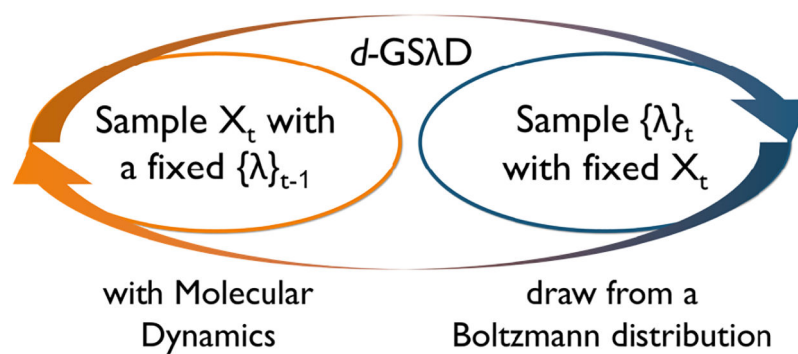 d-GSλD
Sample Xₜ with
a fixed {λ}ₜ₋₁
Sample {λ}ₜ
with fixed Xₜ
with Molecular
Dynamics
draw from a
Boltzmann distribution